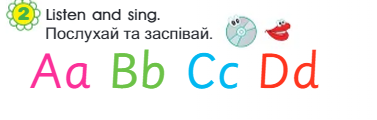 2 Listen and sing.
Послухай та заспівай.
Aa Bb Cc Dd